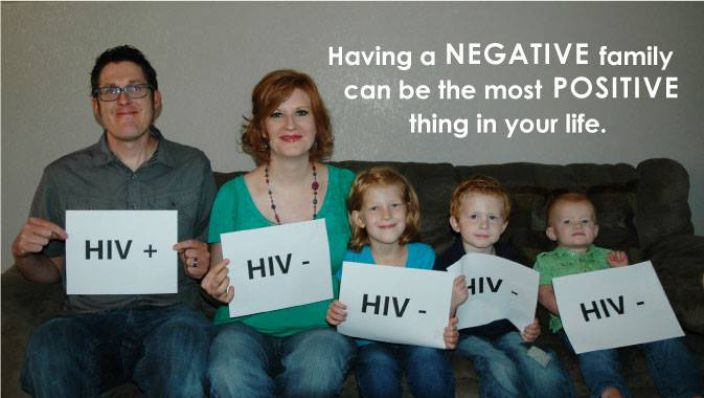 Having a NEGATIVE family
can be the most POSITIVE
thing in your life.
HIV +
HIV -
HIV -
HIV -
HIV -